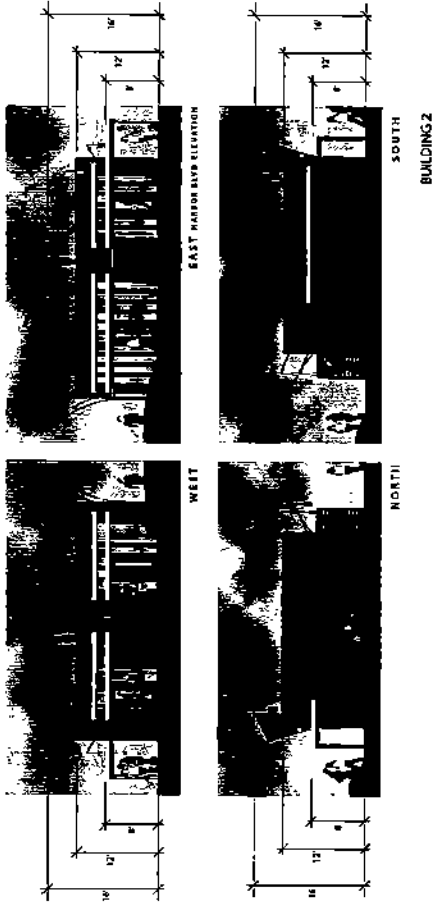 16'
12'
8'
8'
12'
16'
WEST
EAST HARBOR BLVD ELEVATION
16'
12'
8'
8'
12'
16'
NORTH
SOUTH
BUILDING 2